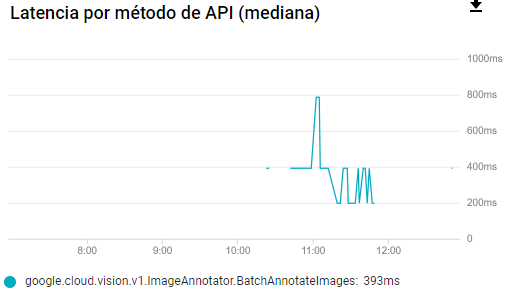 Latencia por método de API (mediana)
1000ms
800ms
600ms
400ms
200ms
0
8:00 9:00 10:00 11:00 12:00
google.cloud.vision.v1.ImageAnnotator.BatchAnnotateImages: 393ms